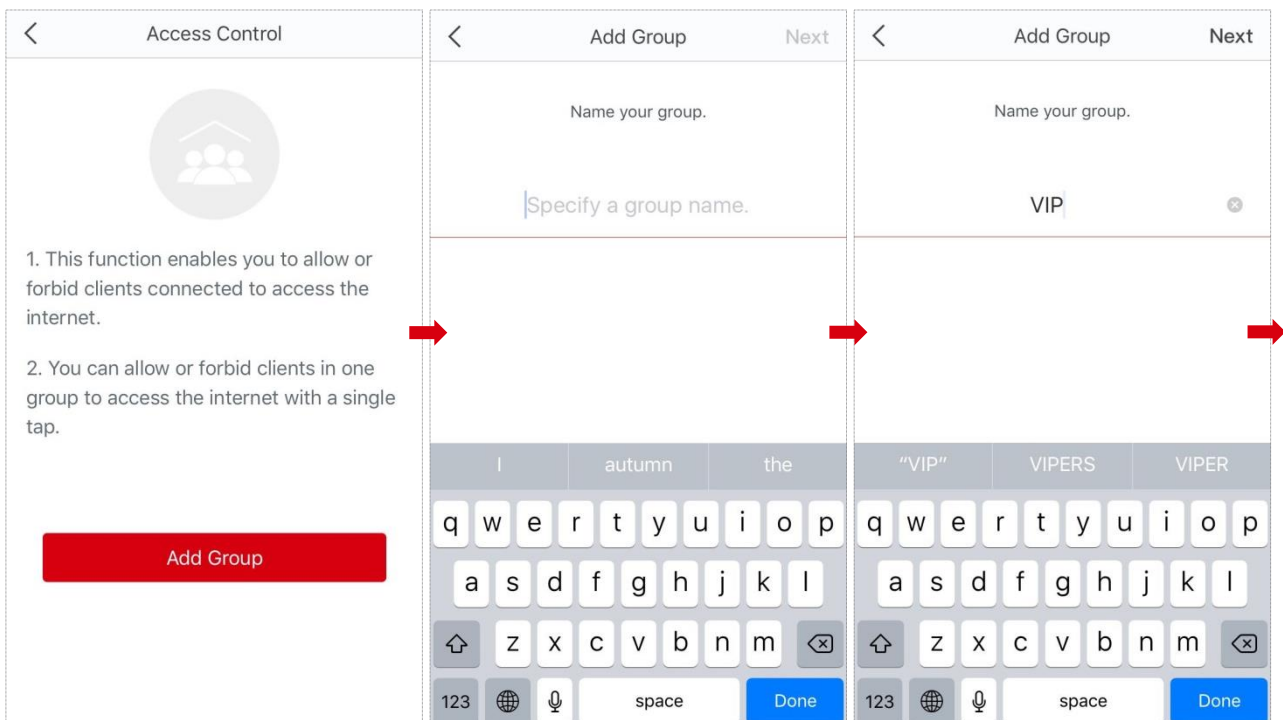 Access Control
1. This function enables you to allow or
forbid clients connected to access the
internet.
2. You can allow or forbid clients in one
group to access the internet with a single
tap.
Add Group
Add Group Next
Name your group.
Specify a group name.
I autumn the
q w e r t y u i o p
a s d f g h j k l
z x c v b n m
123 space Done
Add Group Next
Name your group.
VIP
“VIP” VIPERS VIPER
q w e r t y u i o p
a s d f g h j k l
z x c v b n m
123 space Done